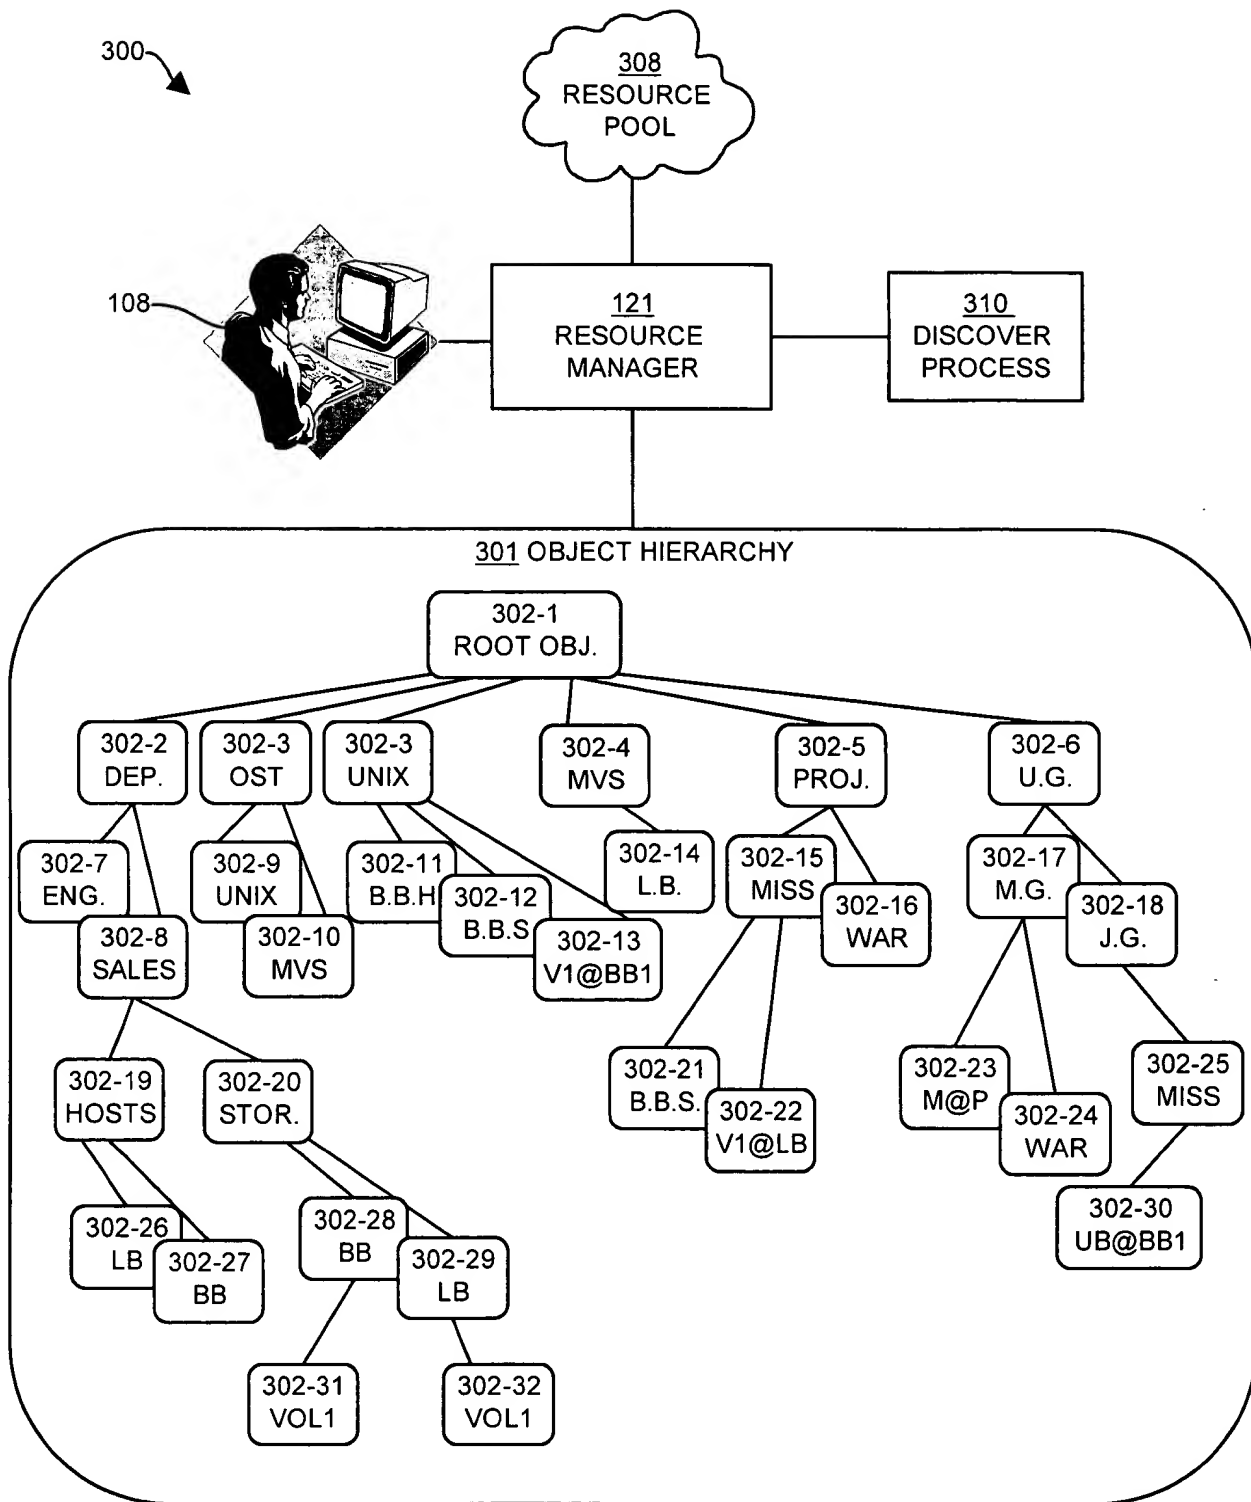 300
308
RESOURCE
POOL
108
121
RESOURCE
MANAGER
310
DISCOVER
PROCESS
301 OBJECT HIERARCHY
302-1
ROOT OBJ.
302-2
DEP.
302-3
OST
302-3
UNIX
302-4
MVS
302-5
PROJ.
302-6
U.G.
302-7
ENG.
302-8
SALES
302-9
UNIX
302-10
MVS
302-11
B.B.H
302-12
B.B.S
302-13
V1@BB1
302-14
L.B.
302-15
MISS
302-16
WAR
302-17
M.G.
302-18
J.G.
302-19
HOSTS
302-20
STOR.
302-21
B.B.S.
302-22
V1@LB
302-23
M@P
302-24
WAR
302-25
MISS
302-26
LB
302-27
BB
302-28
BB
302-29
LB
302-30
UB@BB1
302-31
VOL1
302-32
VOL1